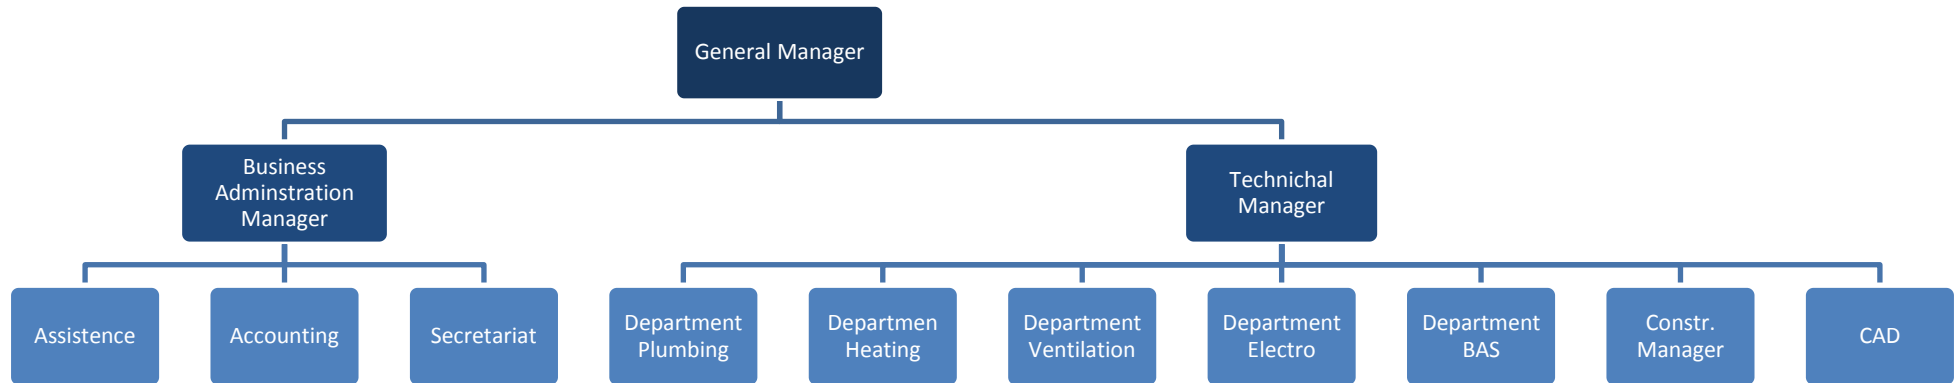 General Manager
Business
Adminstration
Manager
Technichal
Manager
Assistence
Accounting
Secretariat
Department
Plumbing
Departmen
Heating
Department
Ventilation
Department
Electro
Department
BAS
Constr.
Manager
CAD